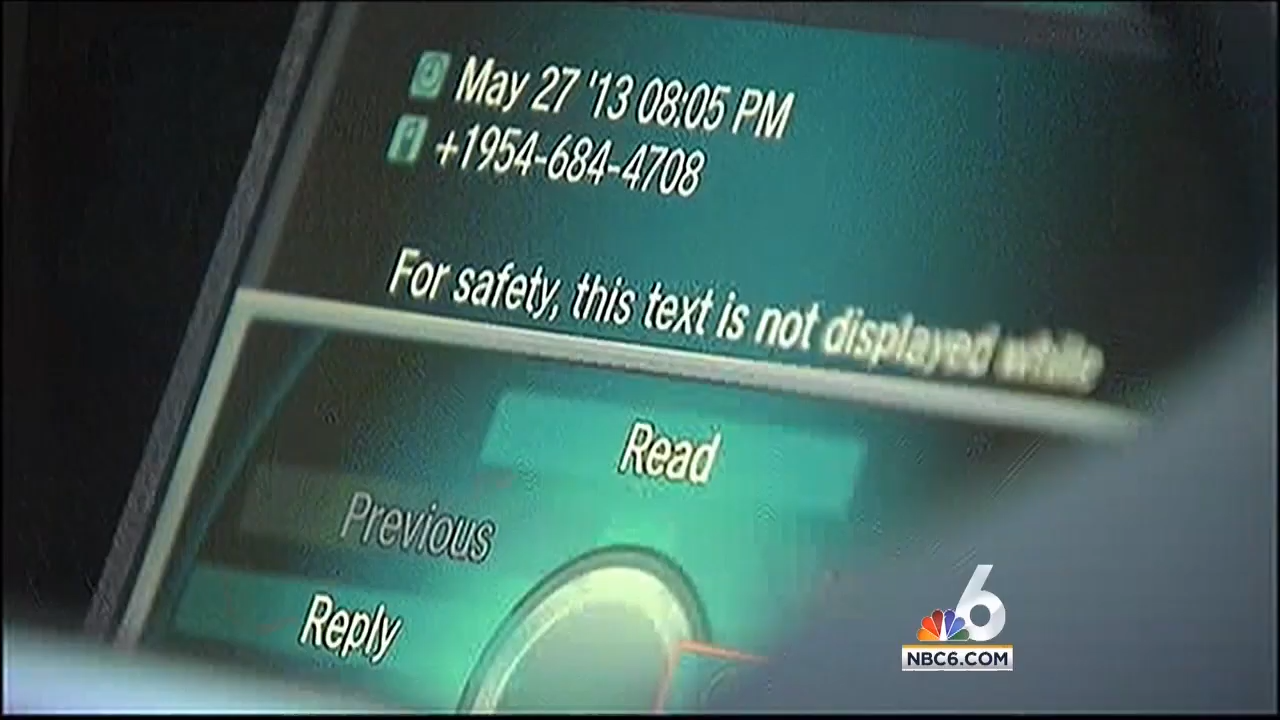 May 27 '13 08:05 PM
+1954-684-4708
For safety, this text is not displayed while
Read
Previous
Reply
6
NBC6.COM